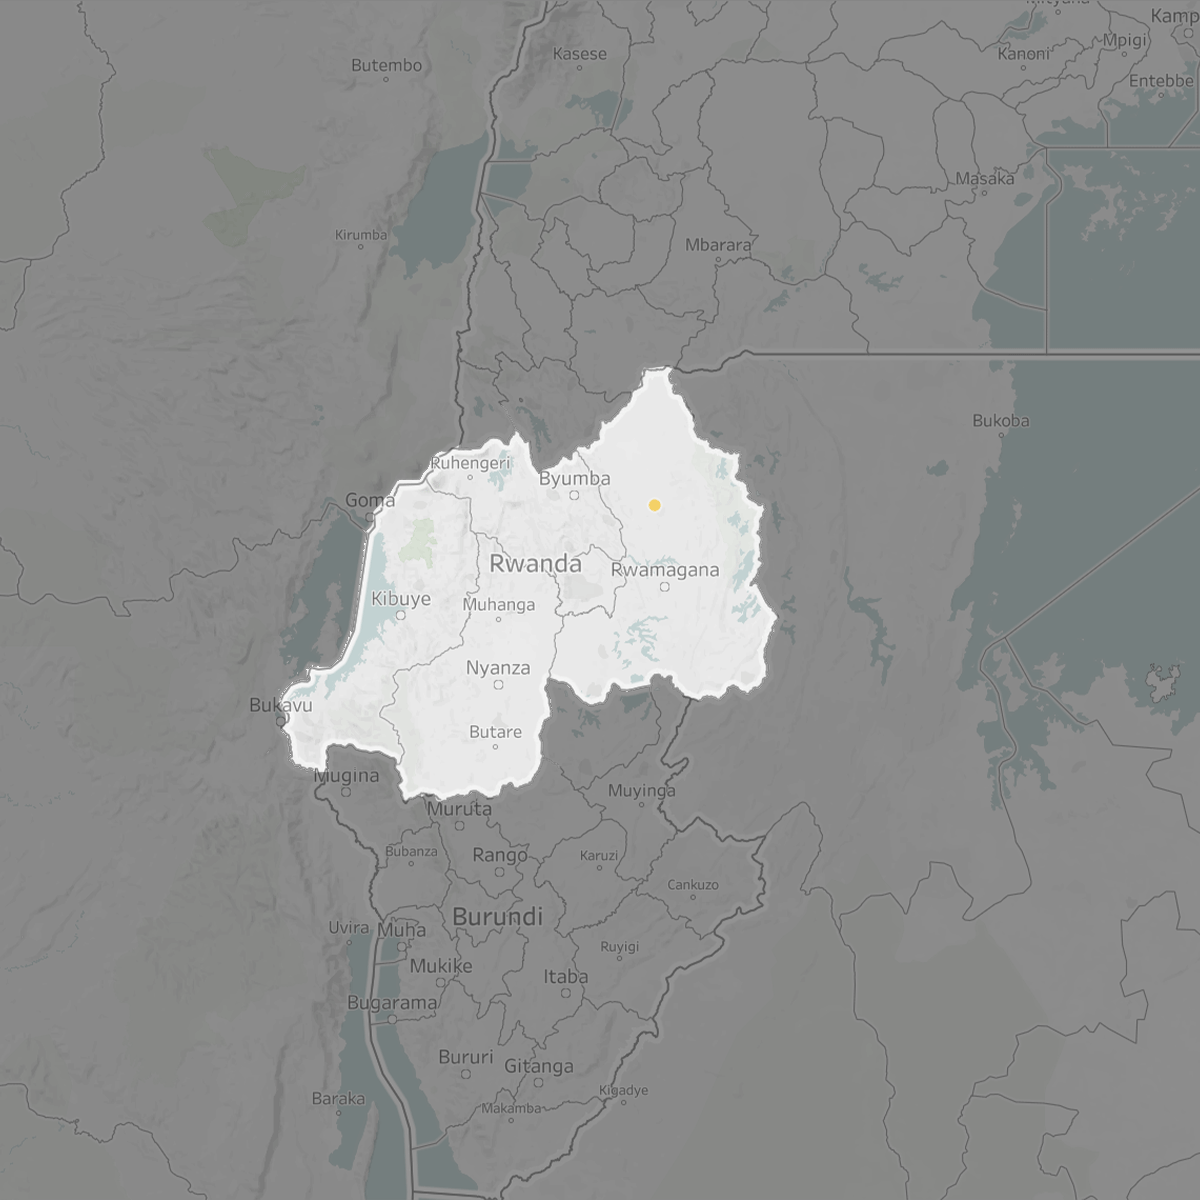 Mityana
Kamp
Kasese
Mpigi
Kanoni
Butembo
Entebbe
Masaka
Kirumba
Mbarara
Bukoba
Ruhengeri
Byumba
Goma
Rwanda
Rwamagana
Kibuye
Muhanga
Nyanza
Bukavu
Butare
Mugina
Muyinga
Muruta
Bubanza
Rango
Karuzi
Cankuzo
Burundi
Uvira
Muha
Ruyigi
Mukike
Itaba
Bugarama
Bururi
Gitanga
Kigadye
Baraka
Makamba